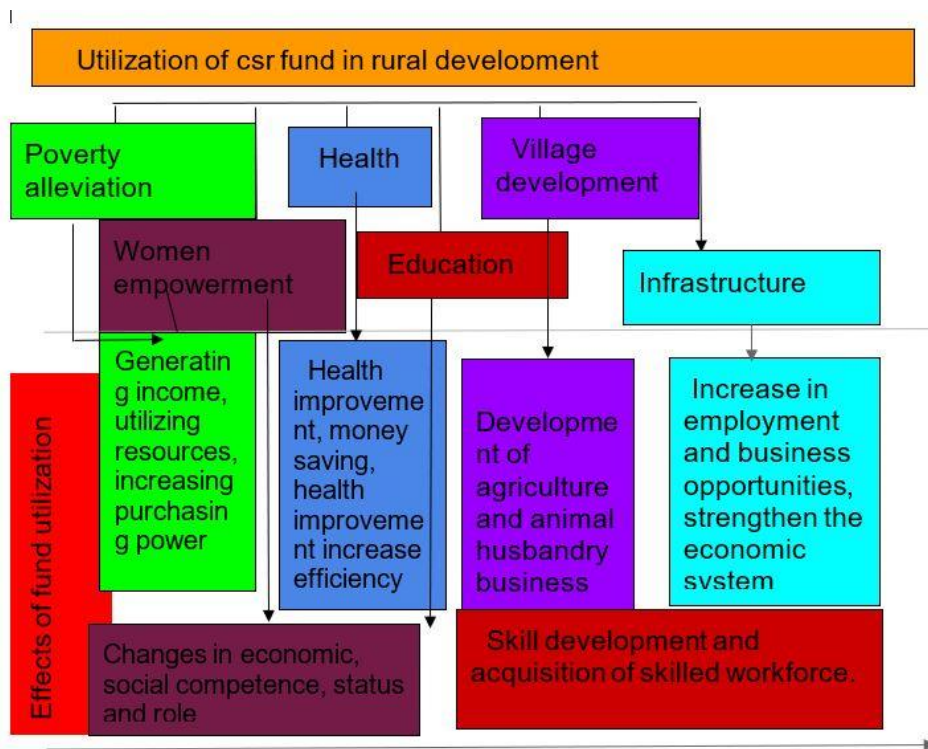 Utilization of csr fund in rural development
Poverty
alleviation
Health
Village
development
Women
empowerment
Education
Infrastructure
Effects of fund utilization
Generatin
g income,
utilizing
resources,
increasing
purchasin
g power
Health
improveme
nt, money
saving,
health
improveme
nt increase
efficiency
Developme
nt of
agriculture
and animal
husbandry
business
Increase in
employment
and business
opportunities,
strengthen the
economic
system
Changes in economic,
social competence, status
and role
Skill development and
acquisition of skilled workforce.